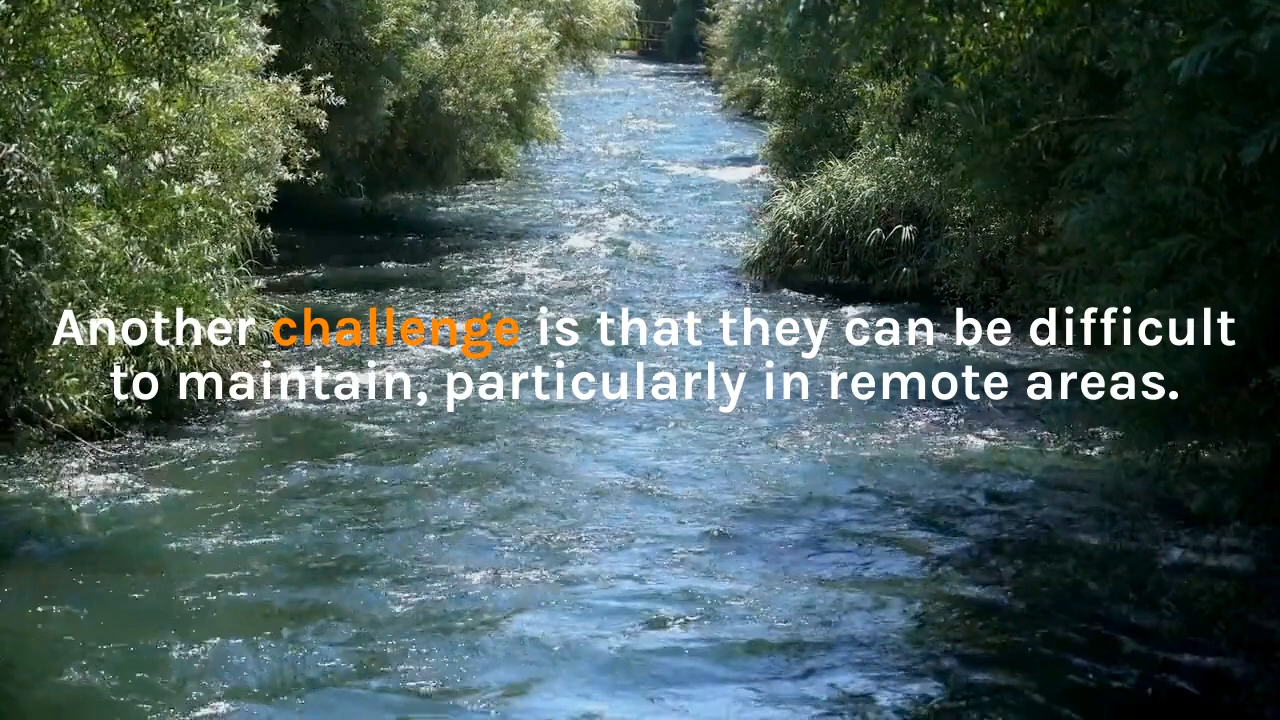 Another challenge is that they can be difficult
to maintain, particularly in remote areas.